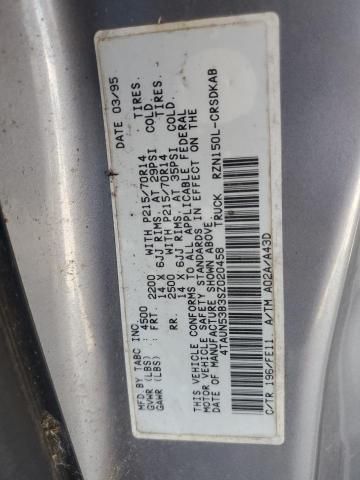 MFD.BY TABC INC. DATE 03/95
GVWR (LBS) : 4500
GAWR (LBS) : FRT. 2200 WITH P215/70R14 TIRES.
14 X 6JJ RIMS. AT 29PSI COLD.
RR. 2500 WITH P215/70R14 TIRES.
14 X 6JJ RIMS. AT 35PSI COLD.
THIS VEHICLE CONFORMS TO ALL APPLICABLE FEDERAL
MOTOR VEHICLE SAFETY STANDARDS IN EFFECT ON THE
DATE OF MANUFACTURE SHOWN ABOVE.
4TAUN53B3SZ020458 TRUCK RZN150L-CRSDKAB
C/TR 196/FE11 A/TM A02A/A43D